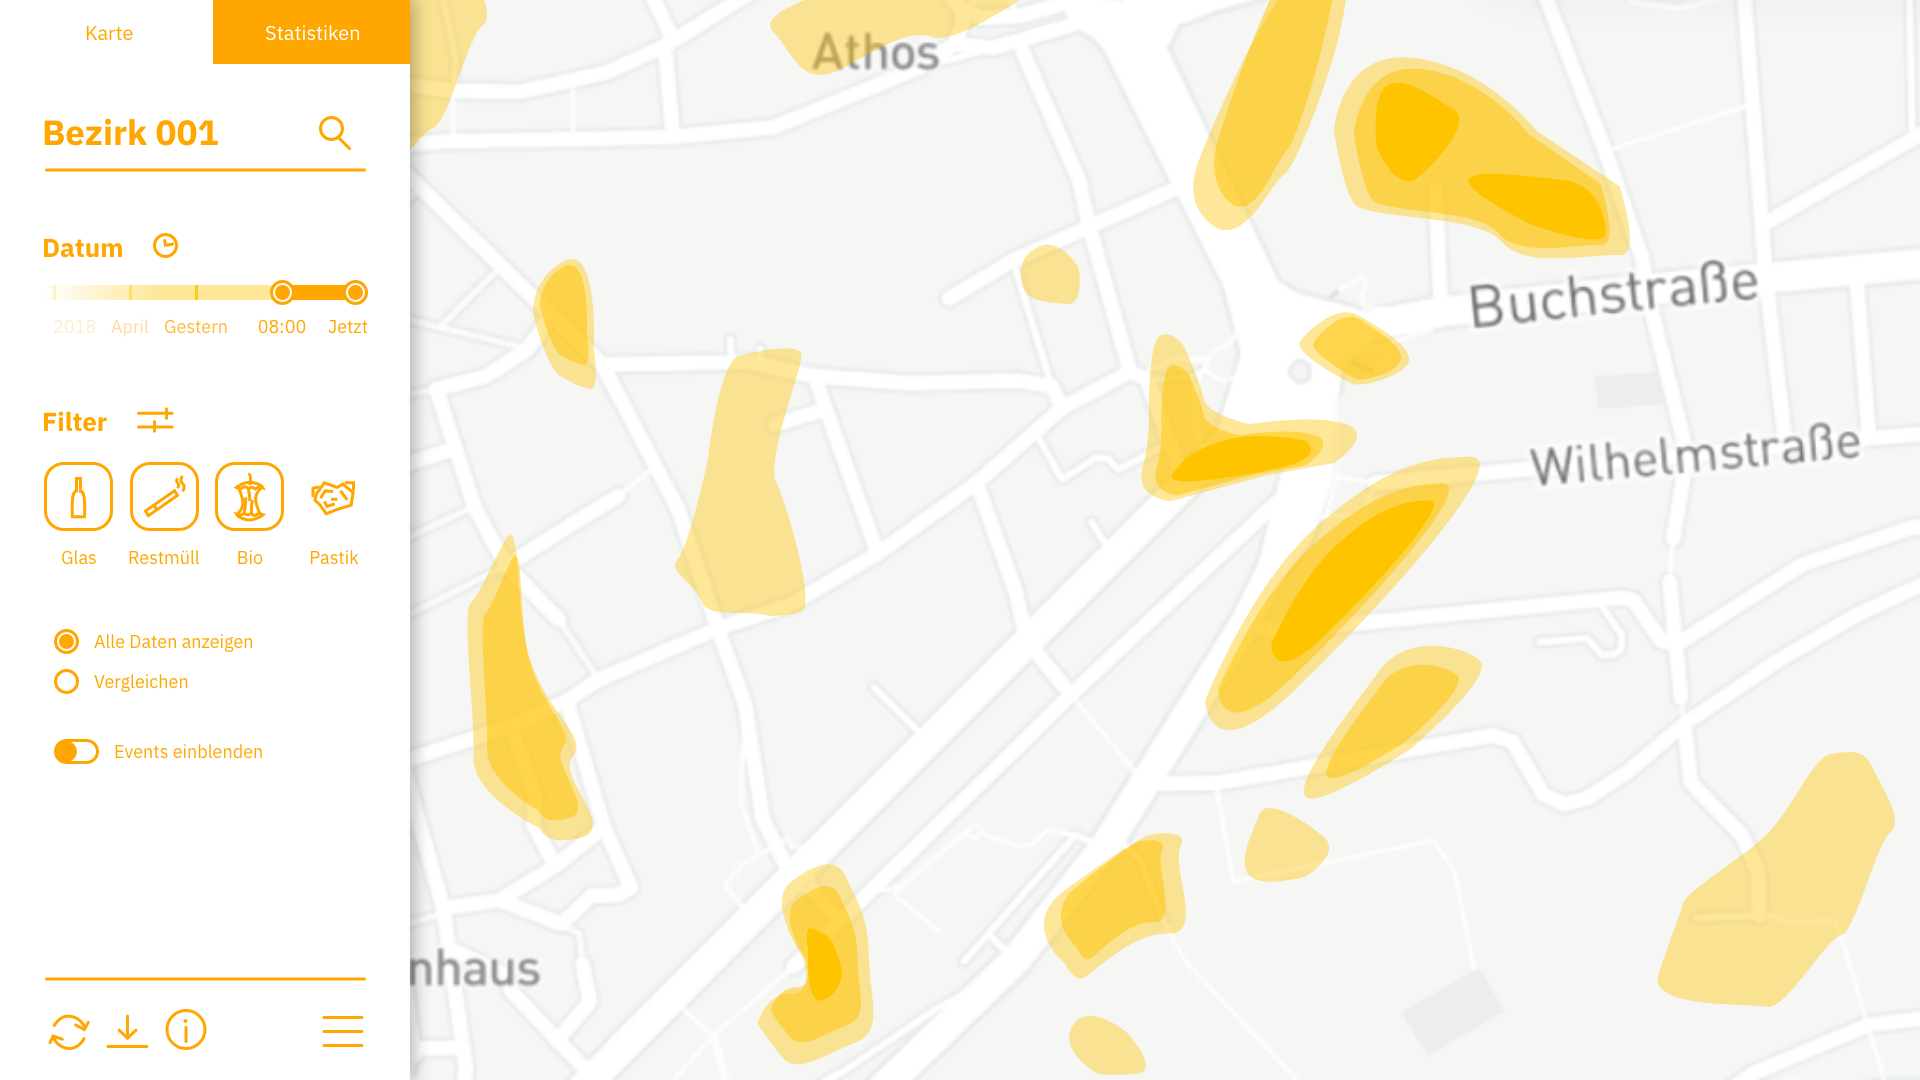 Karte
Statistiken
Bezirk 001
Datum
2018 April Gestern 08:00 Jetzt
Filter
Glas Restmüll Bio Pastik
Alle Daten anzeigen
Vergleichen
Events einblenden
Athos
Buchstraße
Wilhelmstraße
nhaus